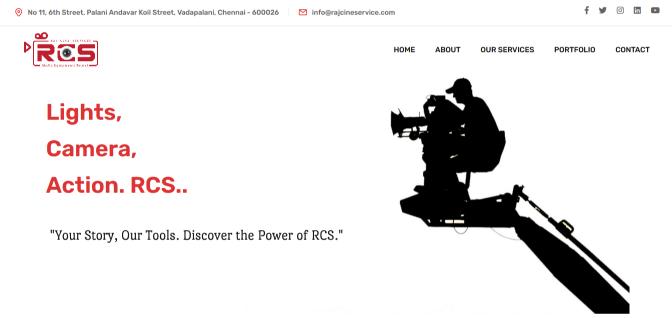 No 11, 6th Street, Palani Andavar Koil Street, Vadapalani, Chennai - 600026
info@rajcineservice.com
RCS
HOME ABOUT OUR SERVICES PORTFOLIO CONTACT
Lights,
Camera,
Action. RCS..
"Your Story, Our Tools. Discover the Power of RCS."